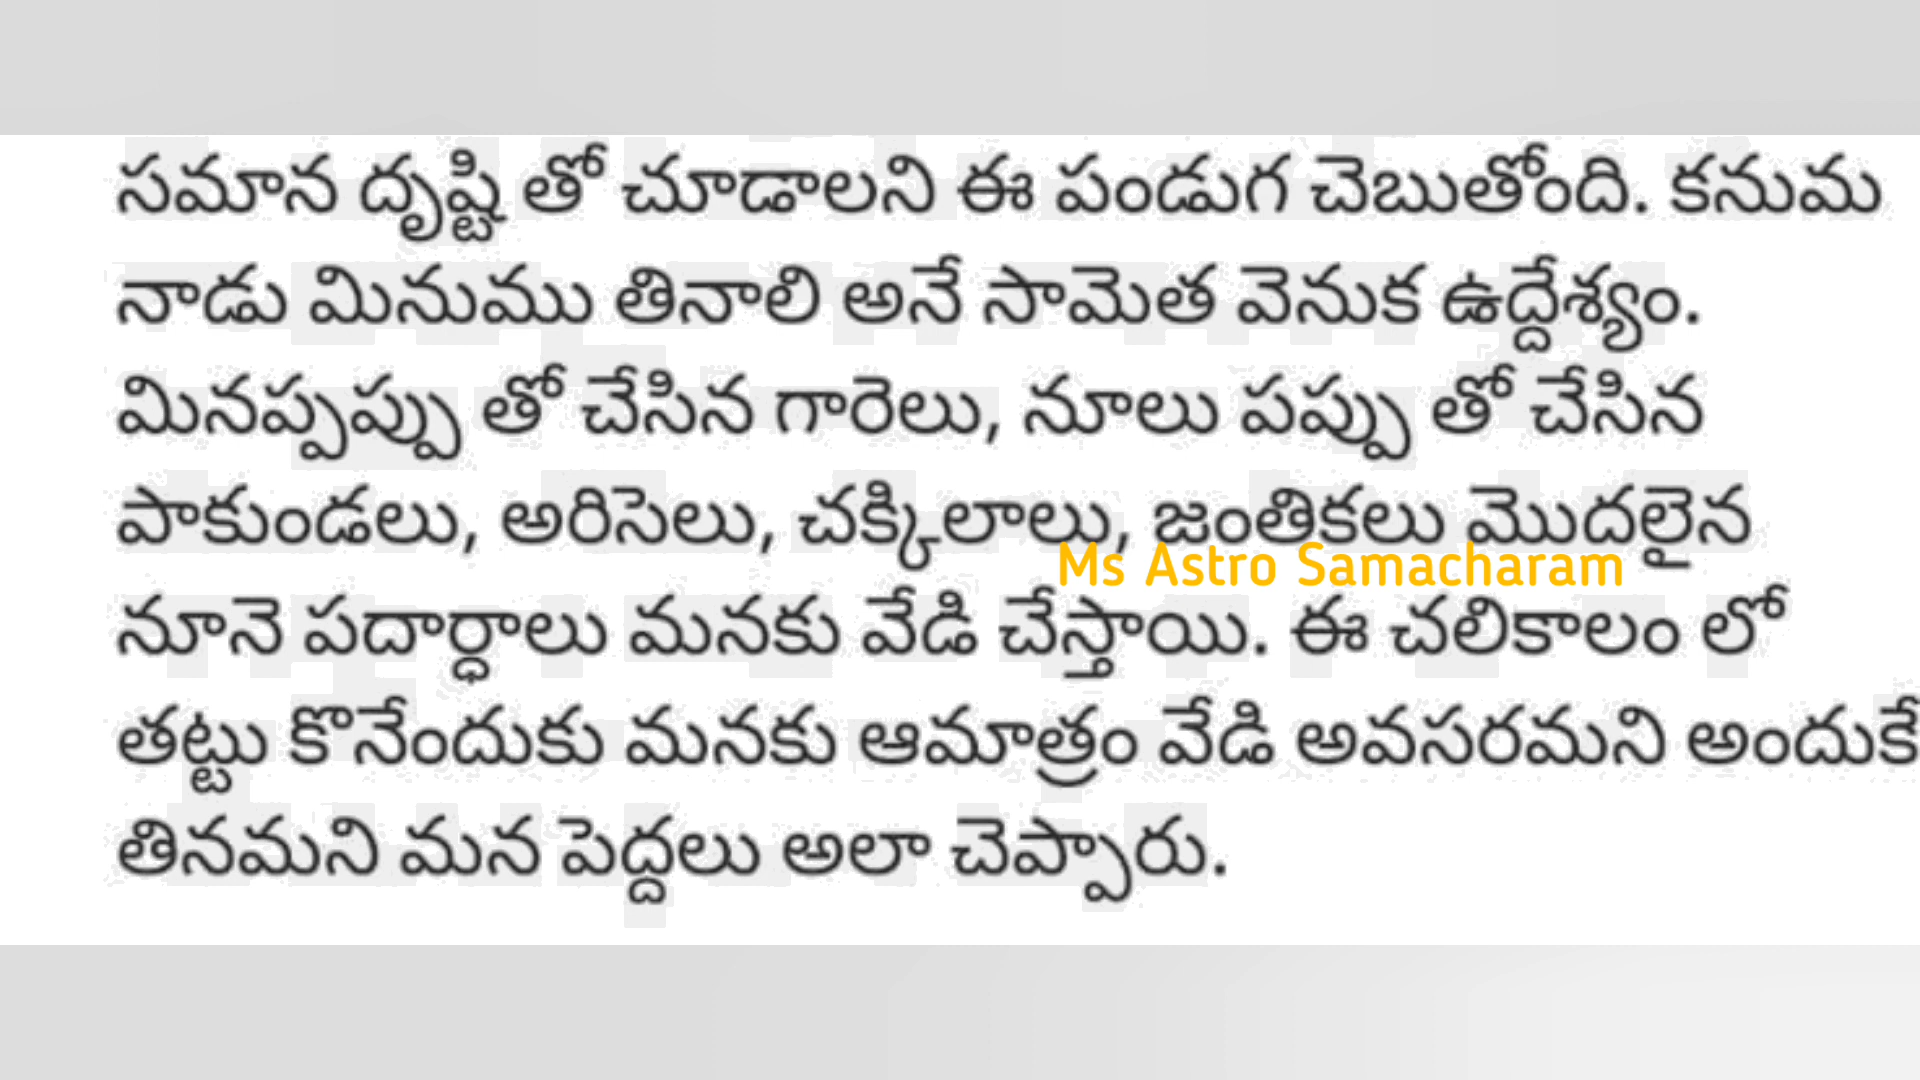 సమాన దృష్టి తో చూడాలని ఈ పండుగ చెబుతోంది. కనుమ
నాడు మినుము తినాలి అనే సామెత వెనుక ఉద్దేశ్యం.
మినప్పప్పు తో చేసిన గారెలు, నూలు పప్పు తో చేసిన
పాకుండలు, అరిసెలు, చక్కిలాలు, జంతికలు మొదలైన
Ms Astro Samacharam
నూనె పదార్ధాలు మనకు వేడి చేస్తాయి. ఈ చలికాలం లో
తట్టు కొనేందుకు మనకు ఆమాత్రం వేడి అవసరమని అందుకే
తినమని మన పెద్దలు అలా చెప్పారు.